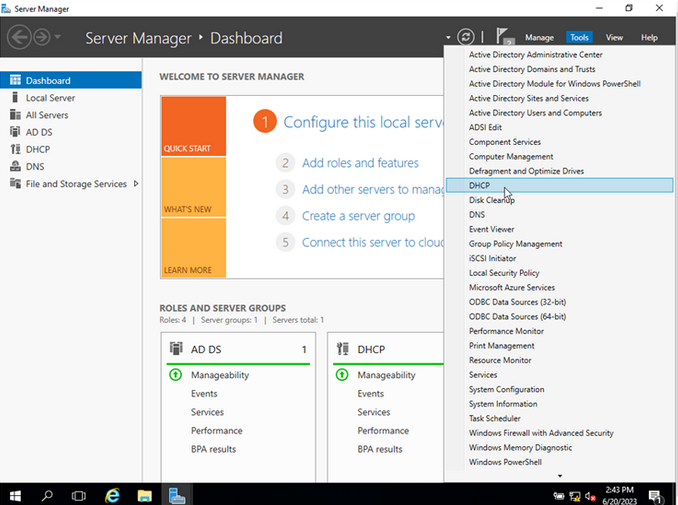 Server Manager
Server Manager • Dashboard
Manage Tools View Help
Dashboard
Local Server
All Servers
AD DS
DHCP
DNS
File and Storage Services
WELCOME TO SERVER MANAGER
QUICK START
WHAT'S NEW
LEARN MORE
1 Configure this local serv
2 Add roles and features
3 Add other servers to manag
4 Create a server group
5 Connect this server to cloud
ROLES AND SERVER GROUPS
Roles: 4 | Server groups: 1 | Servers total: 1
AD DS 1
Manageability
Events
Services
Performance
BPA results
DHCP
Manageability
Events
Services
Performance
BPA results
Active Directory Administrative Center
Active Directory Domains and Trusts
Active Directory Module for Windows PowerShell
Active Directory Sites and Services
Active Directory Users and Computers
ADSI Edit
Component Services
Computer Management
Defragment and Optimize Drives
DHCP
Disk Cleanup
DNS
Event Viewer
Group Policy Management
iSCSI Initiator
Local Security Policy
Microsoft Azure Services
ODBC Data Sources (32-bit)
ODBC Data Sources (64-bit)
Performance Monitor
Print Management
Resource Monitor
Services
System Configuration
System Information
Task Scheduler
Windows Firewall with Advanced Security
Windows Memory Diagnostic
Windows PowerShell
2:43 PM
6/20/2023